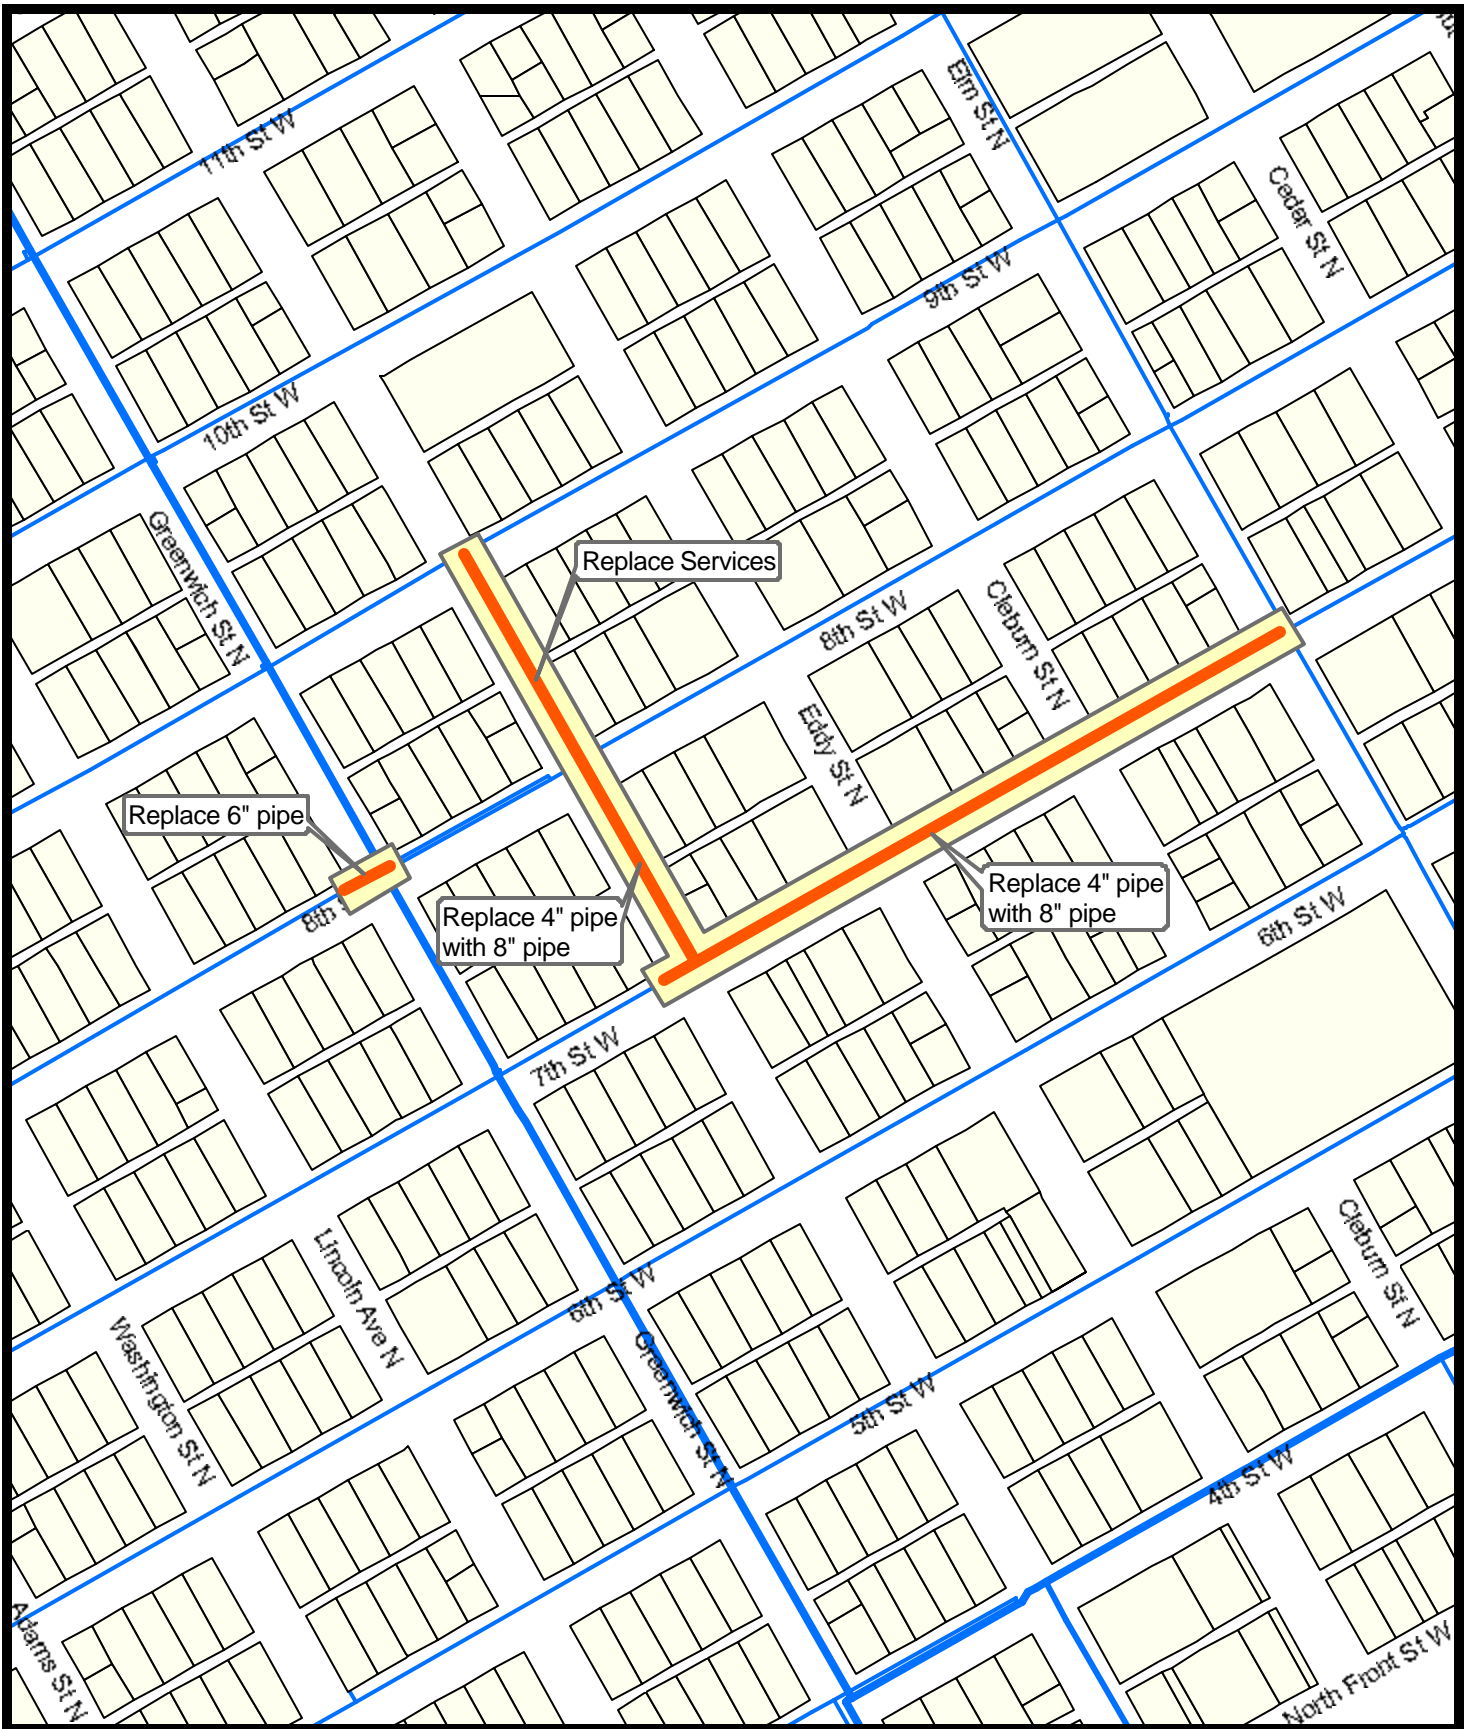 Elm St N
11th St W
Cedar St N
9th St W
10th St W
Greenwich St N
Replace Services
8th St W
Cleburn St N
Eddy St N
Replace 6" pipe
8th S
Replace 4" pipe
with 8" pipe
Replace 4" pipe
with 8" pipe
6th St W
7th St W
Cleburn St N
Lincoln Ave N
6th St W
Washington St N
Greenwich St N
5th St W
4th St W
Adams St N
North Front St W